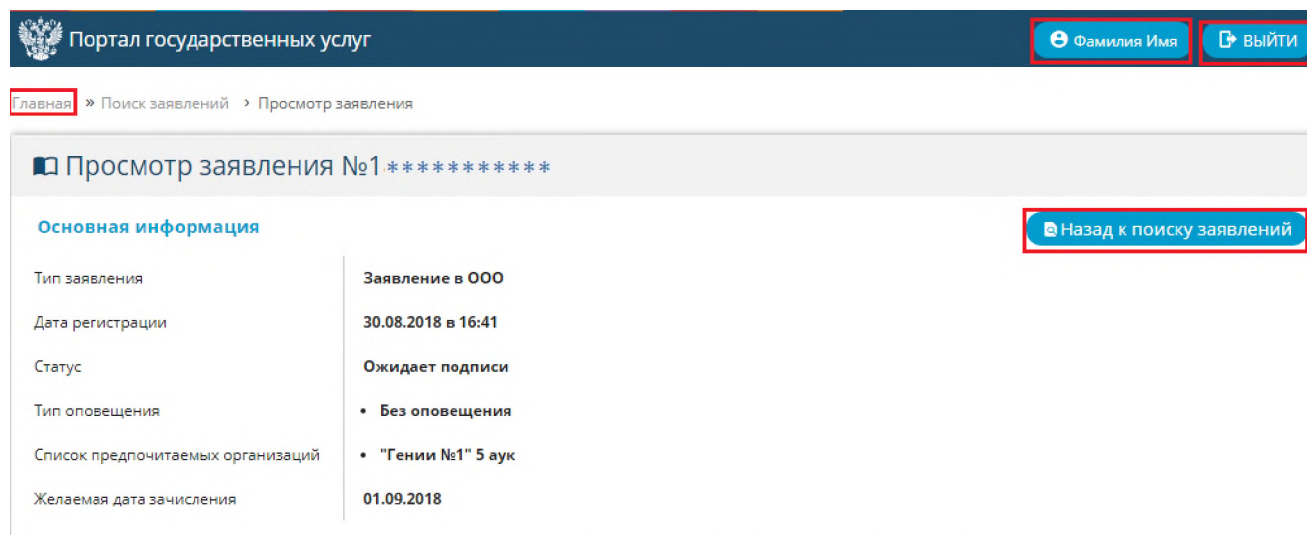 Портал государственных услуг Фамилия Имя ВЫЙТИ
Главная » Поиск заявлений › Просмотр заявления
Просмотр заявления №1***********
Основная информация Назад к поиску заявлений
Тип заявления Заявление в ООО
Дата регистрации 30.08.2018 в 16:41
Статус Ожидает подписи
Тип оповещения • Без оповещения
Список предпочитаемых организаций • "Гении №1" 5 аук
Желаемая дата зачисления 01.09.2018